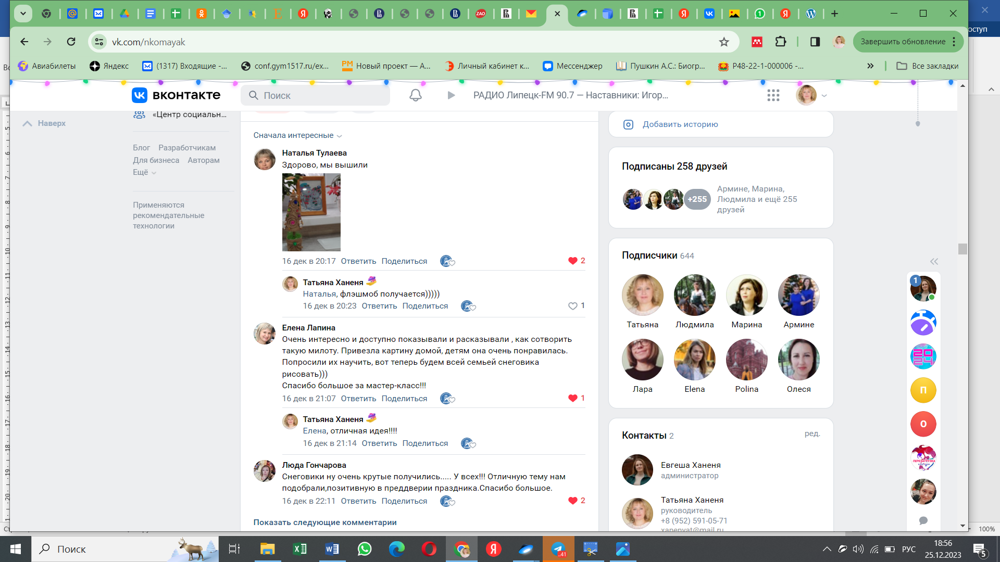 vk.com/nkomayak
Завершить обновление
Авиабилеты
Яндекс
(1317) Входящие -...
conf.gym1517.ru/ex...
Новый проект — А...
Личный кабинет к...
Мессенджер
Пушкин А.С.: Биогр...
Р48-22-1-000006 -...
Все закладки
вконтакте
Поиск
РАДИО Липецк-FM 90.7 — Наставники: Игор...
«Центр социальн...
Наверх
Блог Разработчикам
Для бизнеса Авторам
Ещё
Применяются
рекомендательные
технологии
Сначала интересные
Наталья Тулаева
Здорово, мы вышили
16 дек в 20:17 Ответить Поделиться 2
Татьяна Ханеня
Наталья, флэшмоб получается)))))
16 дек в 20:23 Ответить Поделиться 1
Елена Лапина
Очень интересно и доступно показывали и расказывали , как сотворить
такую милоту. Привезла картину домой, детям она очень понравилась.
Попросили их научить, вот теперь будем всей семьей снеговика
рисовать)))
Спасибо большое за мастер-класс!!!
16 дек в 21:07 Ответить Поделиться 1
Татьяна Ханеня
Елена, отличная идея!!!!
16 дек в 21:14 Ответить Поделиться
Люда Гончарова
Снеговики ну очень крутые получились..... У всех!!! Отличную тему нам
подобрали,позитивную в преддверии праздника.Спасибо большое.
16 дек в 22:11 Ответить Поделиться 2
Показать следующие комментарии
Добавить историю
Подписаны 258 друзей
+255
Армине, Марина,
Людмила и ещё 255
друзей
Подписчики 644
Татьяна Людмила Марина Армине
Лара Elena Polina Олеся
Контакты 2 ред.
Евгеша Ханеня
администратор
Татьяна Ханеня
руководитель
+8 (952) 591-05-71
xanenyat@mail.ru
1
2024
П
О
ПЕРЕЗАГРУЗКА
100%
Поиск
41
РУС
18:56
25.12.2023
5